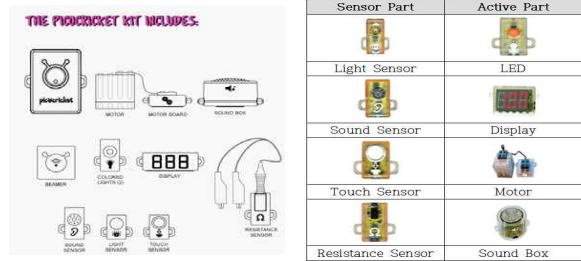 THE PICOCRICKET KIT INCLUDES:
picocricket
MOTOR
MOTOR BOARD
SOUND BOX
BEAMER
COLORED
LIGHTS (2)
888
DISPLAY
Ω
RESISTANCE
SENSOR
SOUND
SENSOR
LIGHT
SENSOR
TOUCH
SENSOR
Sensor Part Active Part
Light Sensor LED
Sound Sensor Display
Touch Sensor Motor
Resistance Sensor Sound Box